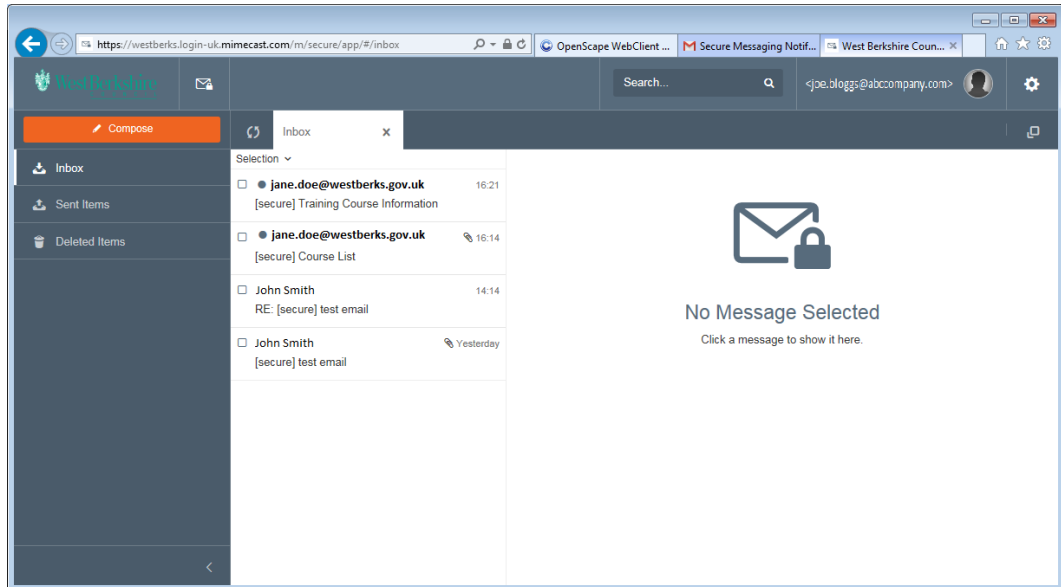 https://westberks.login-uk.mimecast.com/m/secure/app/#/inbox
OpenScape WebClient ...
Secure Messaging Notif...
West Berkshire Coun...
West Berkshire
Search...
<joe.bloggs@abccompany.com>
Compose
Inbox
Inbox
Sent Items
Deleted Items
Selection
jane.doe@westberks.gov.uk 16:21
[secure] Training Course Information
jane.doe@westberks.gov.uk 16:14
[secure] Course List
John Smith 14:14
RE: [secure] test email
John Smith Yesterday
[secure] test email
No Message Selected
Click a message to show it here.